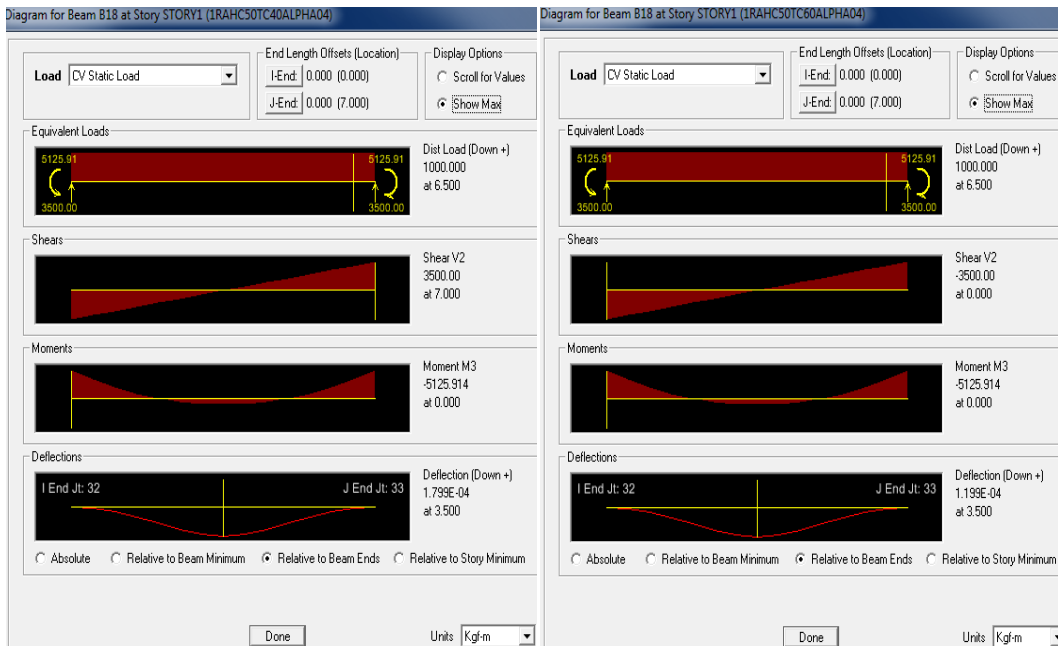 Diagram for Beam B18 at Story STORY1 (1RAHC50TC40ALPHA04)
Load CV Static Load
End Length Offsets (Location)
I-End: 0.000 (0.000)
J-End: 0.000 (7.000)
Display Options
Scroll for Values
Show Max
Equivalent Loads
5125.91 5125.91
3500.00 3500.00
Dist Load (Down +)
1000.000
at 6.500
Shears
Shear V2
3500.00
at 7.000
Moments
Moment M3
-5125.914
at 0.000
Deflections
I End Jt: 32 J End Jt: 33
Deflection (Down +)
1.799E-04
at 3.500
Absolute Relative to Beam Minimum Relative to Beam Ends Relative to Story Minimum
Done Units Kgf-m
Diagram for Beam B18 at Story STORY1 (1RAHC50TC60ALPHA04)
Load CV Static Load
End Length Offsets (Location)
I-End: 0.000 (0.000)
J-End: 0.000 (7.000)
Display Options
Scroll for Values
Show Max
Equivalent Loads
5125.91 5125.91
3500.00 3500.00
Dist Load (Down +)
1000.000
at 6.500
Shears
Shear V2
-3500.00
at 0.000
Moments
Moment M3
-5125.914
at 0.000
Deflections
I End Jt: 32 J End Jt: 33
Deflection (Down +)
1.199E-04
at 3.500
Absolute Relative to Beam Minimum Relative to Beam Ends Relative to Story Minimum
Done Units Kgf-m